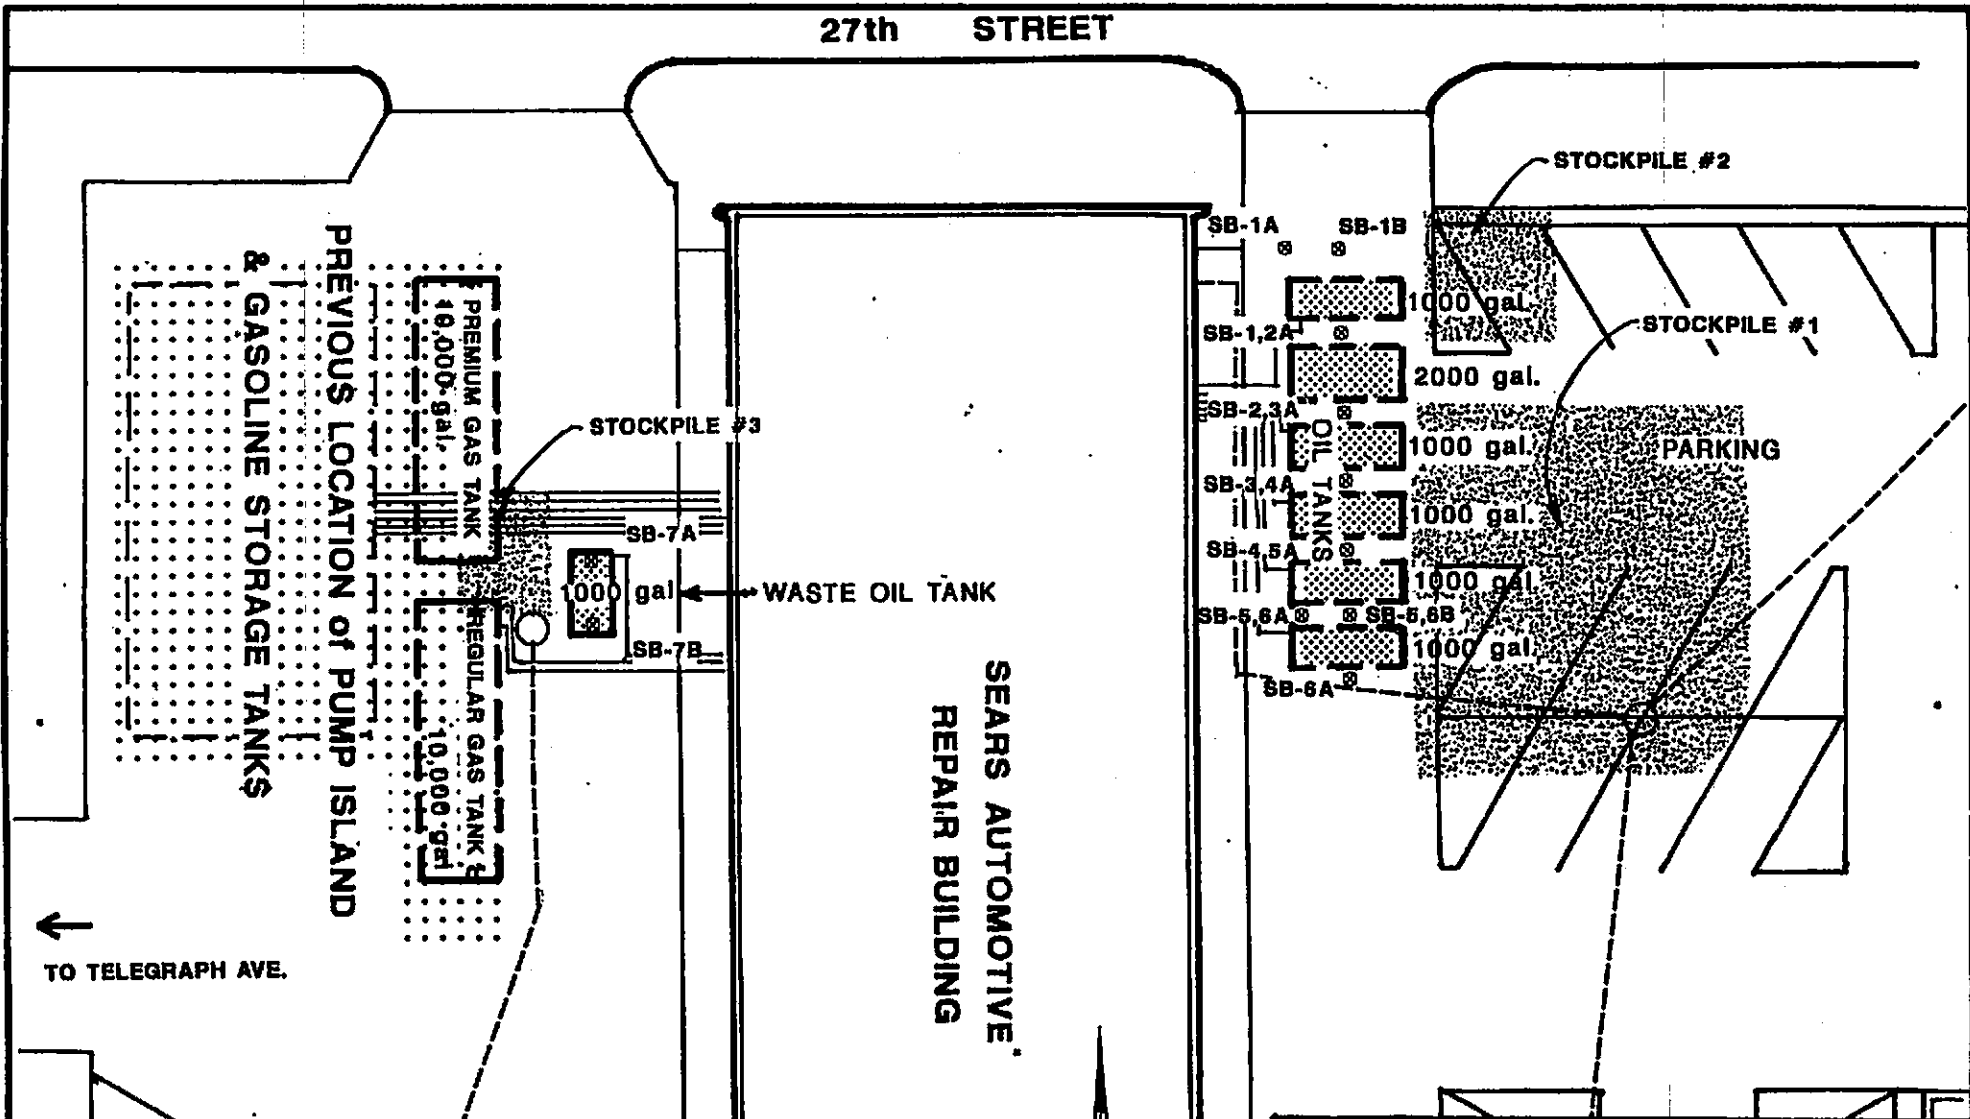 27th STREET
STOCKPILE #2
SB-1A
SB-1B
1000 gal.
STOCKPILE #1
SB-1,2A
2000 gal.
SB-2,3A
OIL TANKS
1000 gal.
PARKING
SB-3,4A
1000 gal.
SB-4,5A
1000 gal.
SB-5,6A
SB-5,6B
1000 gal.
SB-6A
PREVIOUS LOCATION of PUMP ISLAND
& GASOLINE STORAGE TANKS
PREMIUM GAS TANK
10,000 gal.
STOCKPILE #3
SB-7A
1000 gal
WASTE OIL TANK
SB-7B
REGULAR GAS TANK
10,000 gal
SEARS AUTOMOTIVE
REPAIR BUILDING
TO TELEGRAPH AVE.